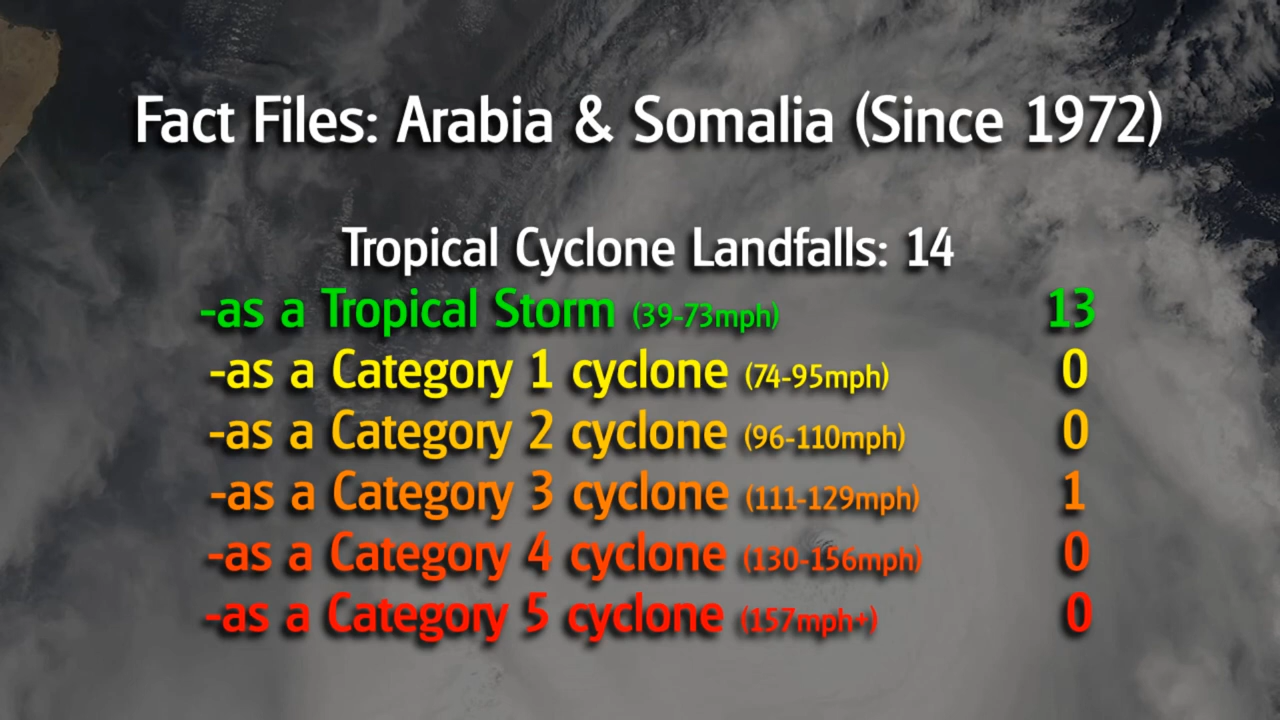 Fact Files: Arabia & Somalia (Since 1972)
Tropical Cyclone Landfalls: 14
-as a Tropical Storm (39-73mph) 13
-as a Category 1 cyclone (74-95mph) 0
-as a Category 2 cyclone (96-110mph) 0
-as a Category 3 cyclone (111-129mph) 1
-as a Category 4 cyclone (130-156mph) 0
-as a Category 5 cyclone (157mph+) 0